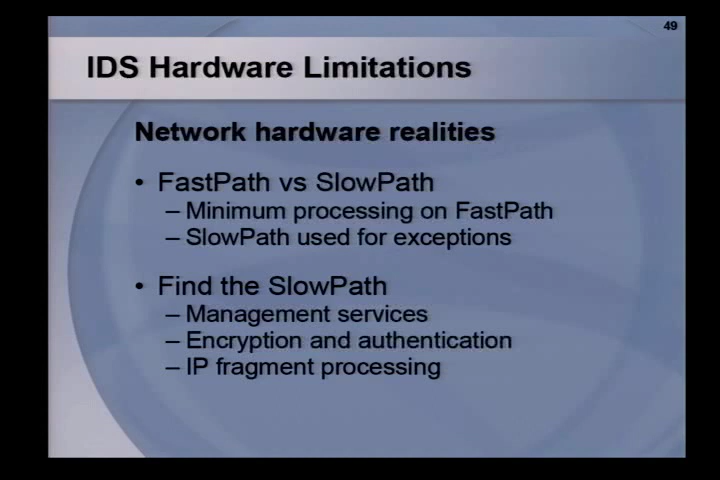 49
IDS Hardware Limitations
Network hardware realities
• FastPath vs SlowPath
– Minimum processing on FastPath
– SlowPath used for exceptions
• Find the SlowPath
– Management services
– Encryption and authentication
– IP fragment processing